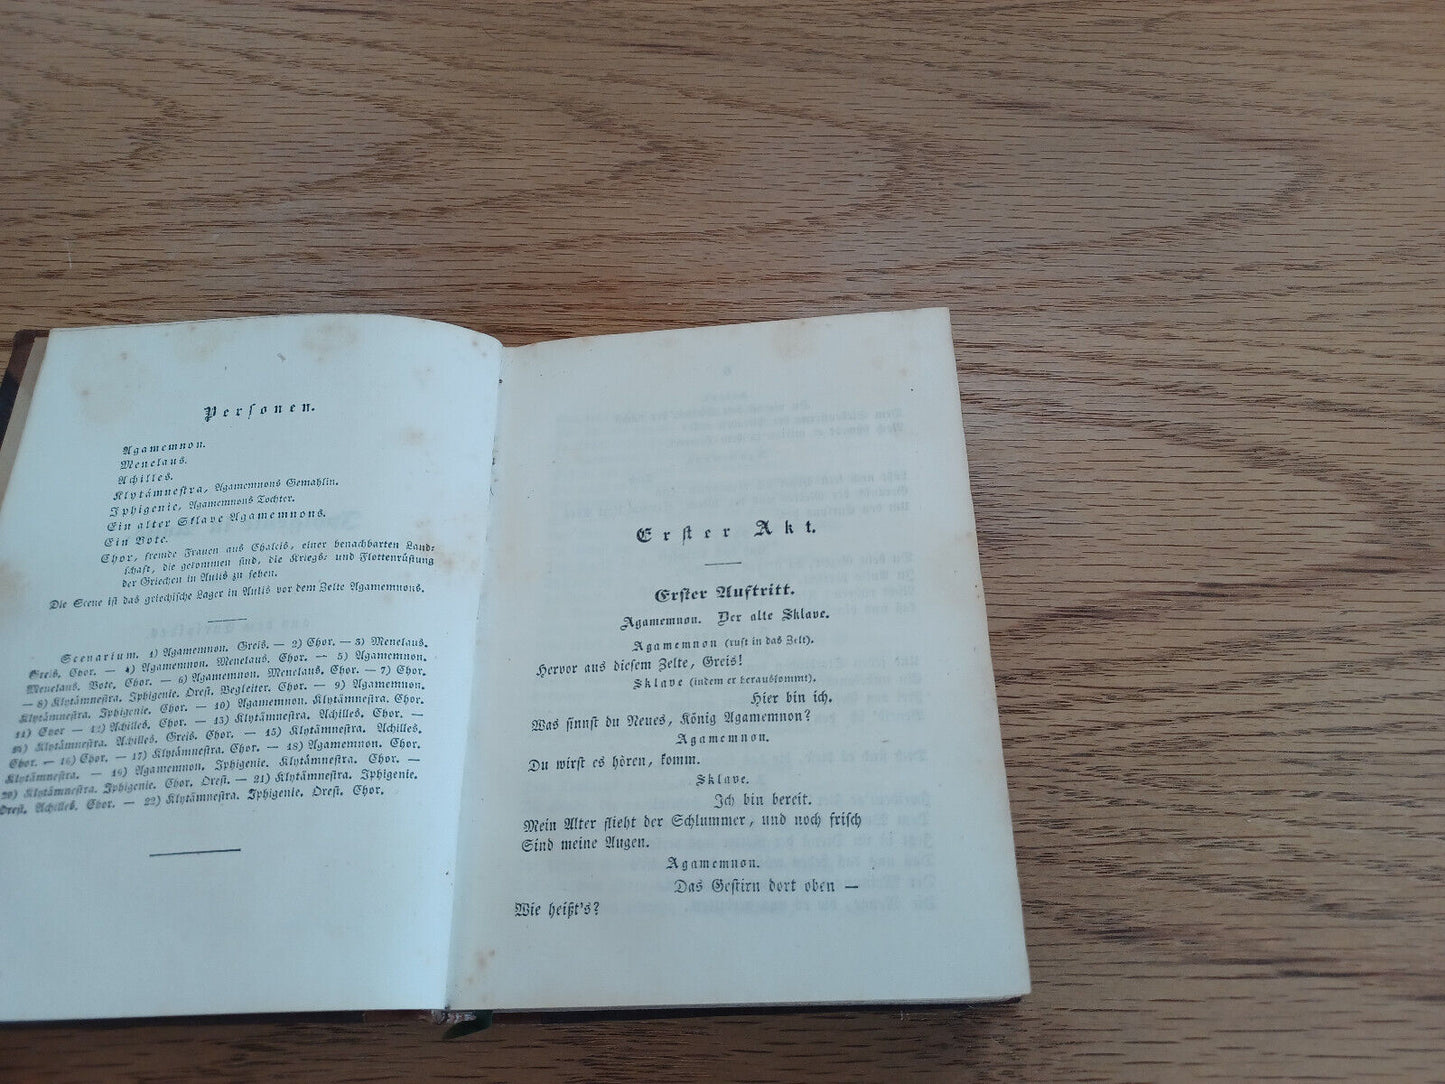 Personen.
Agamemnon.
Menelaus.
Achilles.
Klytämnestra, Agamemnons Gemahlin.
Iphigenie, Agamemnons Tochter.
Ein alter Sklave Agamemnons.
Ein Bote.
Chor, fremde Frauen aus Chalcis, einer benachbarten Land-
schaft, die gekommen sind, die Kriegs- und Flottenrüstung
der Griechen in Aulis zu sehen.
Die Scene ist das griechische Lager in Aulis vor dem Zelte Agamemnons.
Scenarium. 1) Agamemnon. Greis. — 2) Chor. — 3) Menelaus.
Greis. Chor. — 4) Agamemnon. Menelaus. Chor. — 5) Agamemnon.
Menelaus. Bote. Chor. — 6) Agamemnon. Menelaus. Chor. — 7) Chor.
— 8) Klytämnestra. Iphigenie. Orest. Begleiter. Chor. — 9) Agamemnon.
Klytämnestra. Iphigenie. Chor. — 10) Agamemnon. Klytämnestra. Chor.
11) Chor — 12) Achilles. Chor. — 13) Klytämnestra. Achilles. Chor. —
14) Klytämnestra. Achilles. Greis. Chor. — 15) Klytämnestra. Achilles.
Chor. — 16) Chor. — 17) Klytämnestra. Chor. — 18) Agamemnon. Chor.
Klytämnestra. — 19) Agamemnon. Iphigenie. Klytämnestra. Chor. —
20) Klytämnestra. Iphigenie. Chor. Orest. — 21) Klytämnestra. Iphigenie.
Orest. Achilles. Chor. — 22) Klytämnestra. Iphigenie. Orest. Chor.
Erster Akt.
Erster Auftritt.
Agamemnon. Der alte Sklave.
Agamemnon (ruft in das Zelt).
Hervor aus diesem Zelte, Greis!
Sklave (indem er herauskommt).
Hier bin ich.
Was sinnst du Neues, König Agamemnon?
Agamemnon.
Du wirst es hören, komm.
Sklave.
Ich bin bereit.
Mein Alter flieht der Schlummer, und noch frisch
Sind meine Augen.
Agamemnon.
Das Gestirn dort oben —
Wie heißt's?